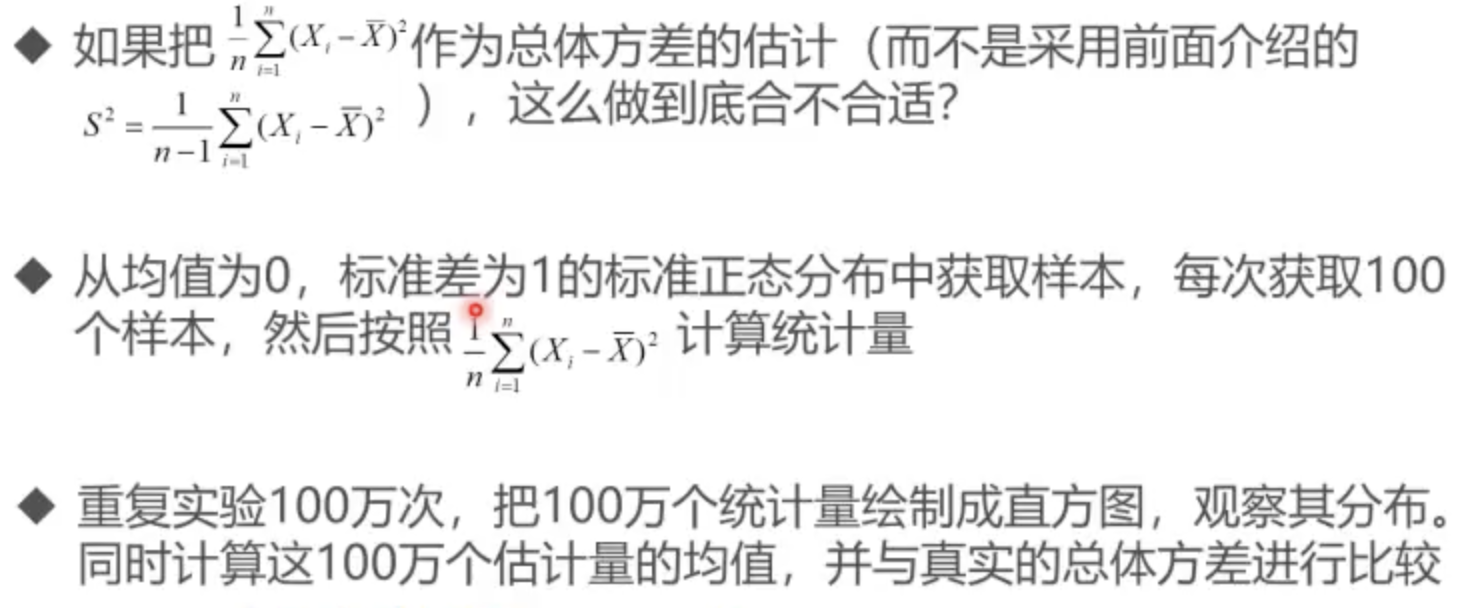 ◆ 如果把 $\frac{1}{n}\sum_{i=1}^{n}(X_i-\overline{X})^2$ 作为总体方差的估计（而不是采用前面介绍的
$S^2=\frac{1}{n-1}\sum_{i=1}^{n}(X_i-\overline{X})^2$ ），这么做到底合不合适？
◆ 从均值为0，标准差为1的标准正态分布中获取样本，每次获取100
个样本，然后按照 $\frac{1}{n}\sum_{i=1}^{n}(X_i-\overline{X})^2$ 计算统计量
◆ 重复实验100万次，把100万个统计量绘制成直方图，观察其分布。
同时计算这100万个估计量的均值，并与真实的总体方差进行比较